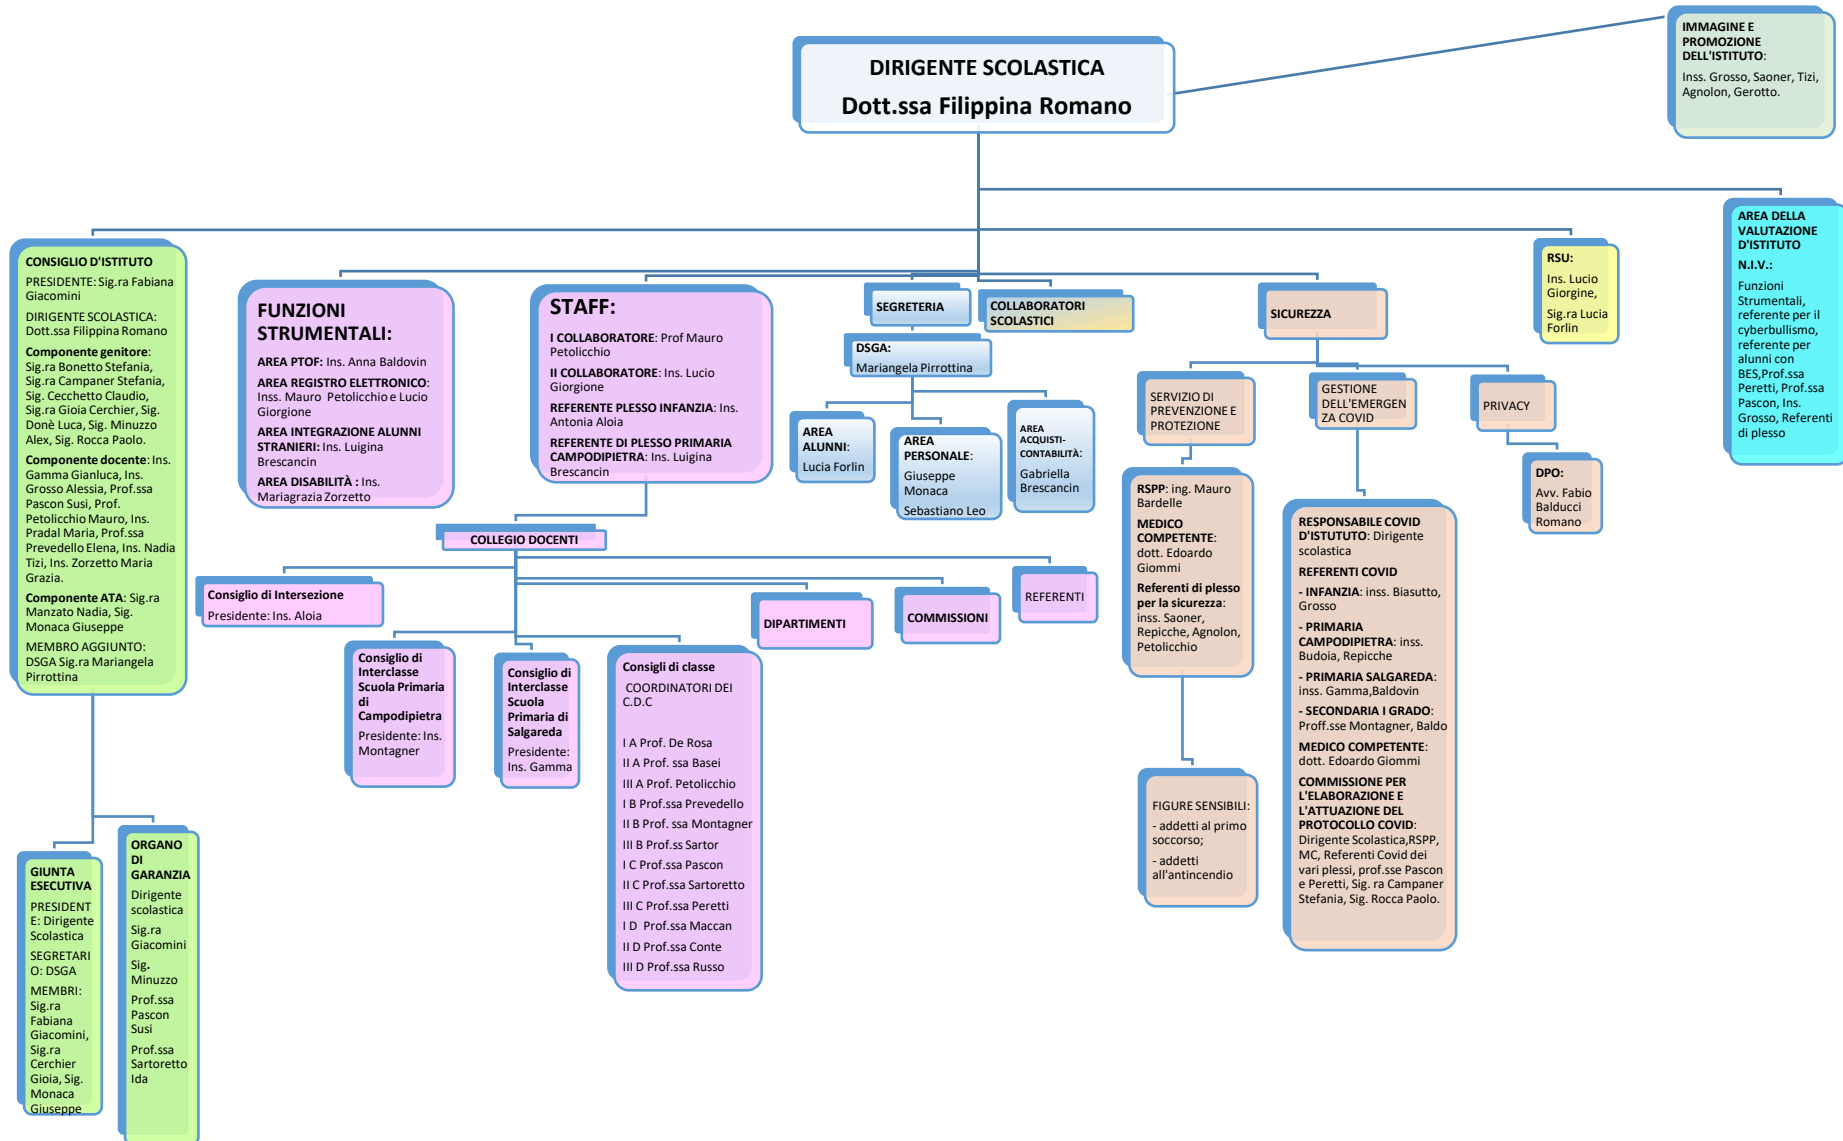 DIRIGENTE SCOLASTICA
Dott.ssa Filippina Romano
IMMAGINE E
PROMOZIONE
DELL'ISTITUTO:
Inss. Grosso, Saoner, Tizi,
Agnolon, Gerotto.
CONSIGLIO D'ISTITUTO
PRESIDENTE: Sig.ra Fabiana
Giacomini
DIRIGENTE SCOLASTICA:
Dott.ssa Filippina Romano
Componente genitore:
Sig.ra Bonetto Stefania,
Sig.ra Campaner Stefania,
Sig. Cecchetto Claudio,
Sig.ra Gioia Cerchier, Sig.
Donè Luca, Sig. Minuzzo
Alex, Sig. Rocca Paolo.
Componente docente: Ins.
Gamma Gianluca, Ins.
Grosso Alessia, Prof.ssa
Pascon Susi, Prof.
Petolicchio Mauro, Ins.
Pradal Maria, Prof.ssa
Prevedello Elena, Ins. Nadia
Tizi, Ins. Zorzetto Maria
Grazia.
Componente ATA: Sig.ra
Manzato Nadia, Sig.
Monaca Giuseppe
MEMBRO AGGIUNTO:
DSGA Sig.ra Mariangela
Pirrottina
GIUNTA
ESECUTIVA
PRESIDENT
E: Dirigente
Scolastica
SEGRETARI
O: DSGA
MEMBRI:
Sig.ra
Fabiana
Giacomini,
Sig.ra
Cerchier
Gioia, Sig.
Monaca
Giuseppe
ORGANO
DI
GARANZIA
Dirigente
scolastica
Sig.ra
Giacomini
Sig.
Minuzzo
Prof.ssa
Pascon
Susi
Prof.ssa
Sartoretto
Ida
FUNZIONI
STRUMENTALI:
AREA PTOF: Ins. Anna Baldovin
AREA REGISTRO ELETTRONICO:
Inss. Mauro Petolicchio e Lucio
Giorgione
AREA INTEGRAZIONE ALUNNI
STRANIERI: Ins. Luigina
Brescancin
AREA DISABILITÀ : Ins.
Mariagrazia Zorzetto
STAFF:
I COLLABORATORE: Prof Mauro
Petolicchio
II COLLABORATORE: Ins. Lucio
Giorgione
REFERENTE PLESSO INFANZIA: Ins.
Antonia Aloia
REFERENTE DI PLESSO PRIMARIA
CAMPODIPIETRA: Ins. Luigina
Brescancin
COLLEGIO DOCENTI
Consiglio di Intersezione
Presidente: Ins. Aloia
Consiglio di
Interclasse
Scuola Primaria
di
Campodipietra
Presidente: Ins.
Montagner
Consiglio di
Interclasse
Scuola
Primaria di
Salgareda
Presidente:
Ins. Gamma
Consigli di classe
COORDINATORI DEI
C.D.C
I A Prof. De Rosa
II A Prof. ssa Basei
III A Prof. Petolicchio
I B Prof.ssa Prevedello
II B Prof. ssa Montagner
III B Prof.ss Sartor
I C Prof.ssa Pascon
II C Prof.ssa Sartoretto
III C Prof.ssa Peretti
I D Prof.ssa Maccan
II D Prof.ssa Conte
III D Prof.ssa Russo
DIPARTIMENTI
COMMISSIONI
REFERENTI
SEGRETERIA
DSGA:
Mariangela Pirrottina
AREA
ALUNNI:
Lucia Forlin
AREA
PERSONALE:
Giuseppe
Monaca
Sebastiano Leo
AREA
ACQUISTI-
CONTABILITÀ:
Gabriella
Brescancin
COLLABORATORI
SCOLASTICI
SICUREZZA
SERVIZIO DI
PREVENZIONE E
PROTEZIONE
RSPP: ing. Mauro
Bardelle
MEDICO
COMPETENTE:
dott. Edoardo
Giommi
Referenti di plesso
per la sicurezza:
inss. Saoner,
Repicche, Agnolon,
Petolicchio
FIGURE SENSIBILI:
- addetti al primo
soccorso;
- addetti
all'antincendio
GESTIONE
DELL'EMERGEN
ZA COVID
RESPONSABILE COVID
D'ISTUTUTO: Dirigente
scolastica
REFERENTI COVID
- INFANZIA: inss. Biasutto,
Grosso
- PRIMARIA
CAMPODIPIETRA: inss.
Budoia, Repicche
- PRIMARIA SALGAREDA:
inss. Gamma,Baldovin
- SECONDARIA I GRADO:
Proff.sse Montagner, Baldo
MEDICO COMPETENTE:
dott. Edoardo Giommi
COMMISSIONE PER
L'ELABORAZIONE E
L'ATTUAZIONE DEL
PROTOCOLLO COVID:
Dirigente Scolastica,RSPP,
MC, Referenti Covid dei
vari plessi, prof.sse Pascon
e Peretti, Sig. ra Campaner
Stefania, Sig. Rocca Paolo.
PRIVACY
DPO:
Avv. Fabio
Balducci
Romano
RSU:
Ins. Lucio
Giorgine,
Sig.ra Lucia
Forlin
AREA DELLA
VALUTAZIONE
D'ISTITUTO
N.I.V.:
Funzioni
Strumentali,
referente per il
cyberbullismo,
referente per
alunni con
BES,Prof.ssa
Peretti, Prof.ssa
Pascon, Ins.
Grosso, Referenti
di plesso